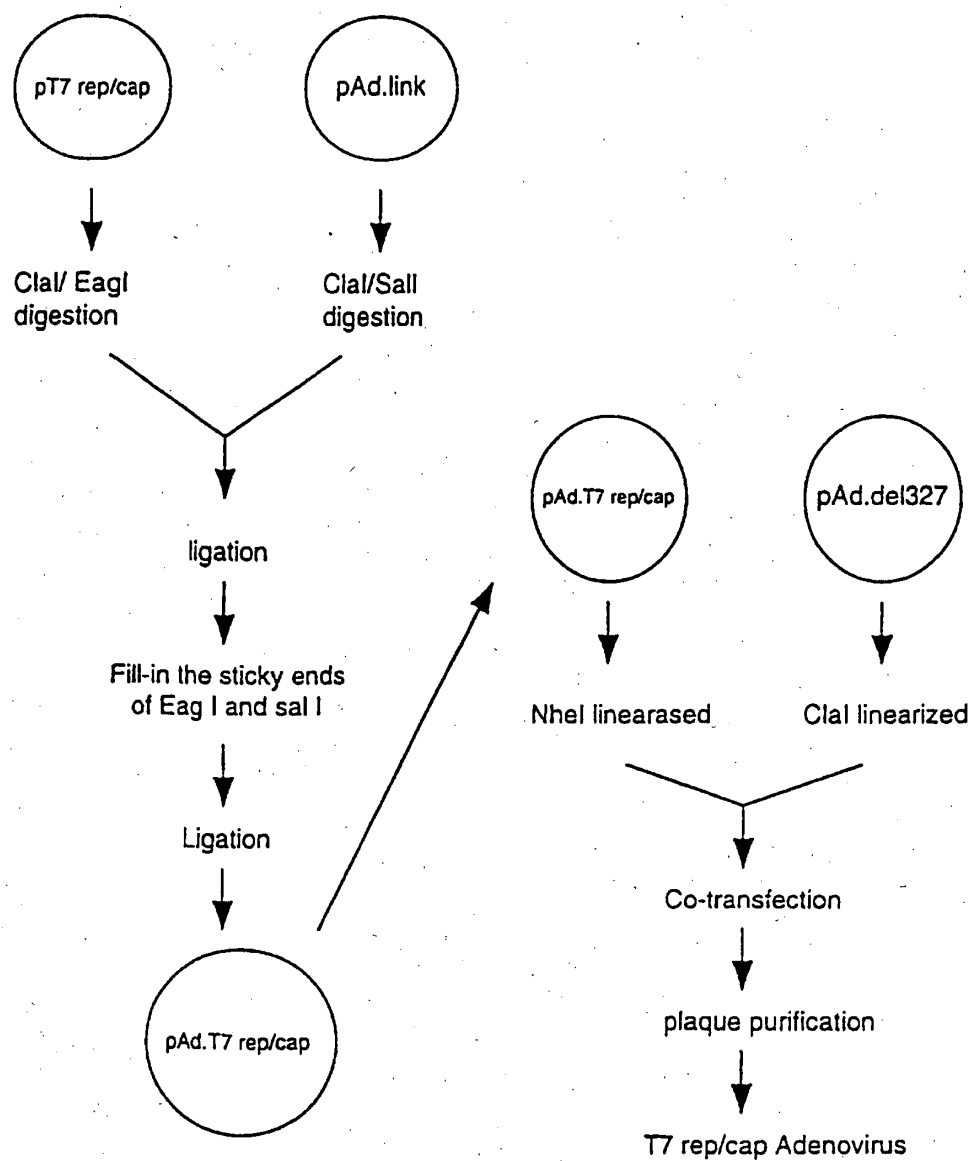 pT7 rep/cap
pAd.link
ClaI/ EagI
digestion
ClaI/SalI
digestion
ligation
Fill-in the sticky ends
of Eag I and sal I
Ligation
pAd.T7 rep/cap
pAd.T7 rep/cap
pAd.del327
NheI linearased
ClaI linearized
Co-transfection
plaque purification
T7 rep/cap Adenovirus